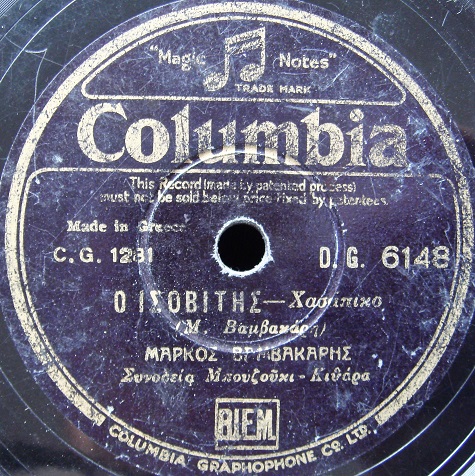 "Magic Notes"
TRADE MARK
Columbia
This Record (made by patented process)
must not be sold below price fixed by patentees.
Made in Greece
C.G. 1281 D.G. 6148
Ο ΙΣΟΒΙΤΗΣ — Χασαπικο
(Μ. Βαμβακάρη)
ΜΑΡΚΟΣ ΒΑΜΒΑΚΑΡΗΣ
Συνοδεία Μπουζούκι - Κιθάρα
B.I.E.M.
COLUMBIA GRAPHOPHONE CO. LTD.,